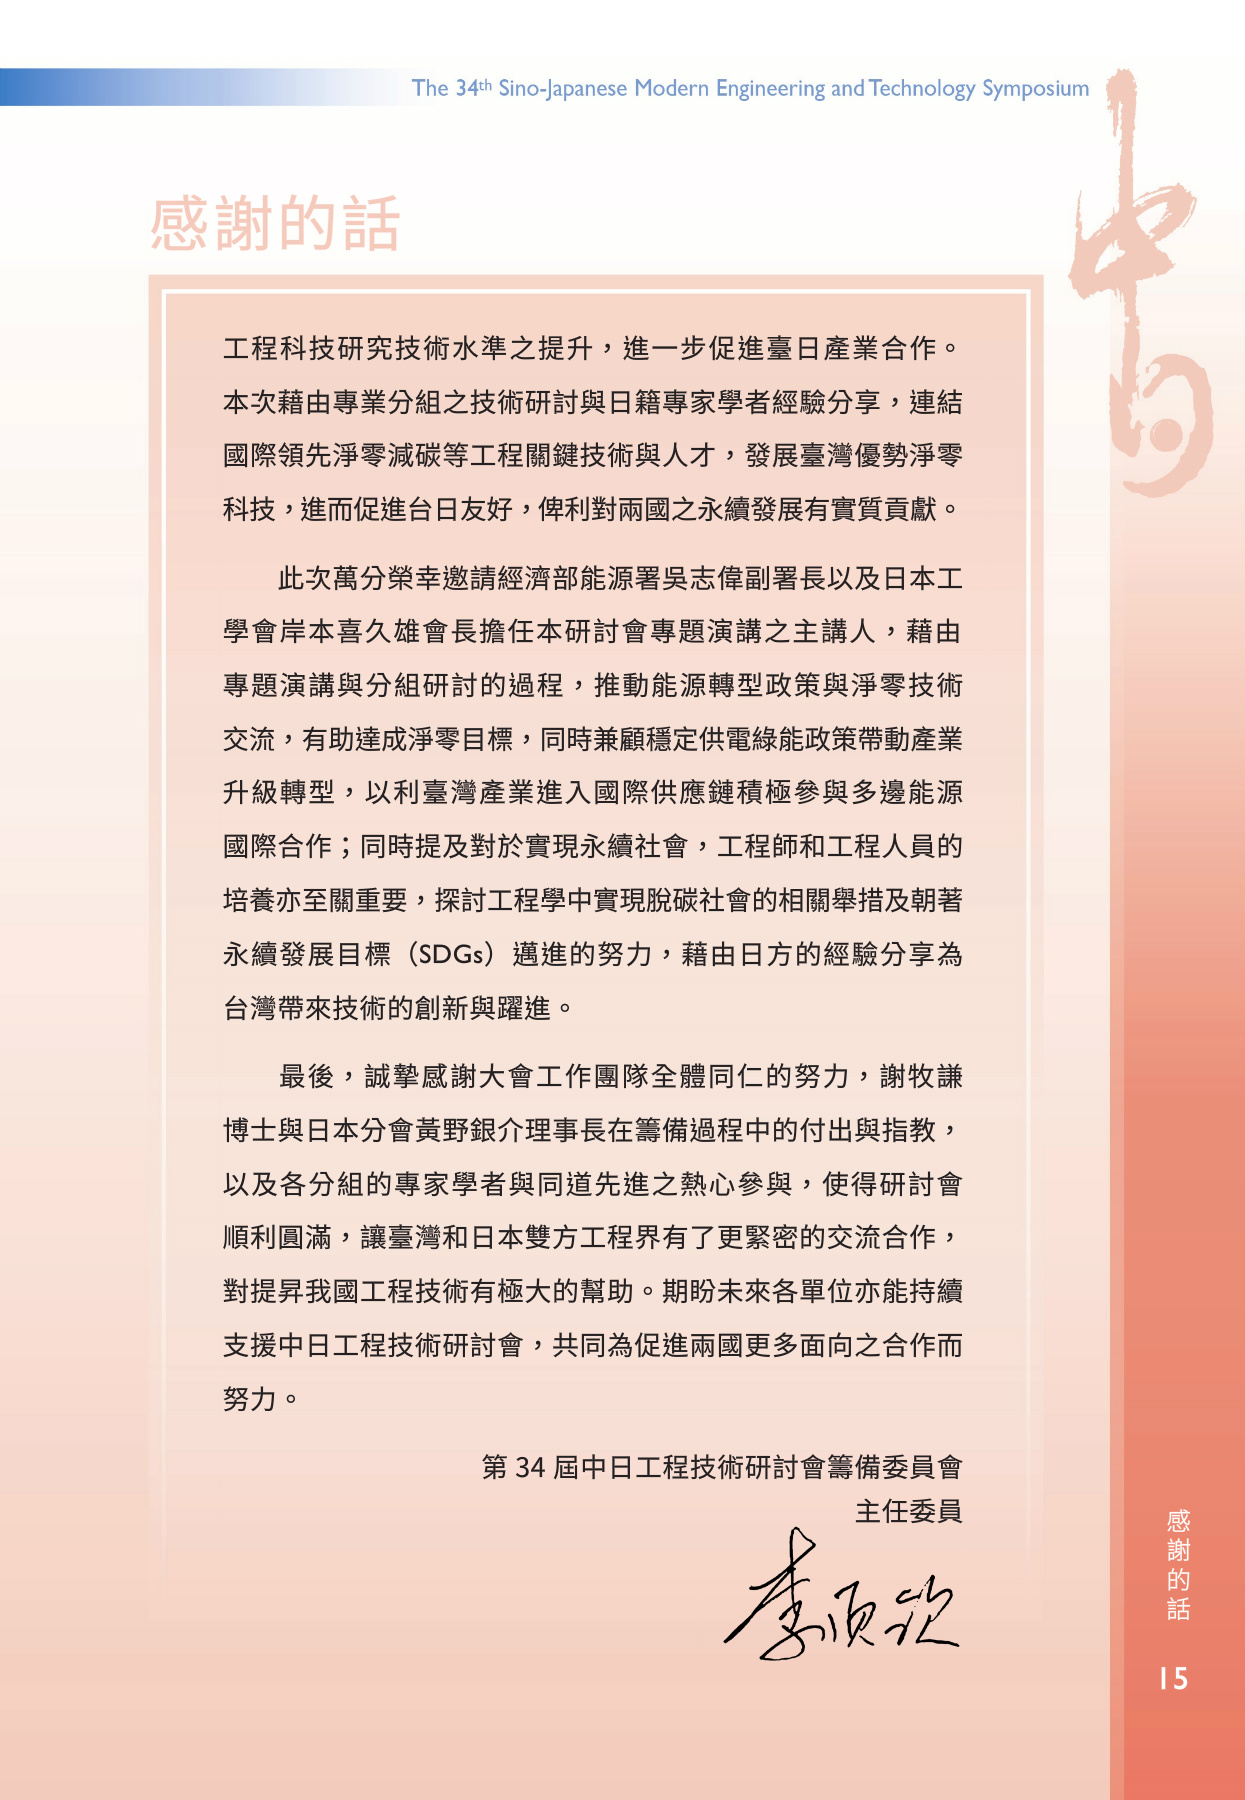 The 34th Sino-Japanese Modern Engineering and Technology Symposium
中日
感謝的話
工程科技研究技術水準之提升，進一步促進臺日產業合作。
本次藉由專業分組之技術研討與日籍專家學者經驗分享，連結
國際領先淨零減碳等工程關鍵技術與人才，發展臺灣優勢淨零
科技，進而促進台日友好，俾利對兩國之永續發展有實質貢獻。
此次萬分榮幸邀請經濟部能源署吳志偉副署長以及日本工
學會岸本喜久雄會長擔任本研討會專題演講之主講人，藉由
專題演講與分組研討的過程，推動能源轉型政策與淨零技術
交流，有助達成淨零目標，同時兼顧穩定供電綠能政策帶動產業
升級轉型，以利臺灣產業進入國際供應鏈積極參與多邊能源
國際合作；同時提及對於實現永續社會，工程師和工程人員的
培養亦至關重要，探討工程學中實現脫碳社會的相關舉措及朝著
永續發展目標（SDGs）邁進的努力，藉由日方的經驗分享為
台灣帶來技術的創新與躍進。
最後，誠摯感謝大會工作團隊全體同仁的努力，謝牧謙
博士與日本分會黃野銀介理事長在籌備過程中的付出與指教，
以及各分組的專家學者與同道先進之熱心參與，使得研討會
順利圓滿，讓臺灣和日本雙方工程界有了更緊密的交流合作，
對提昇我國工程技術有極大的幫助。期盼未來各單位亦能持續
支援中日工程技術研討會，共同為促進兩國更多面向之合作而
努力。
第 34 屆中日工程技術研討會籌備委員會
主任委員
李順欽
感謝的話
15